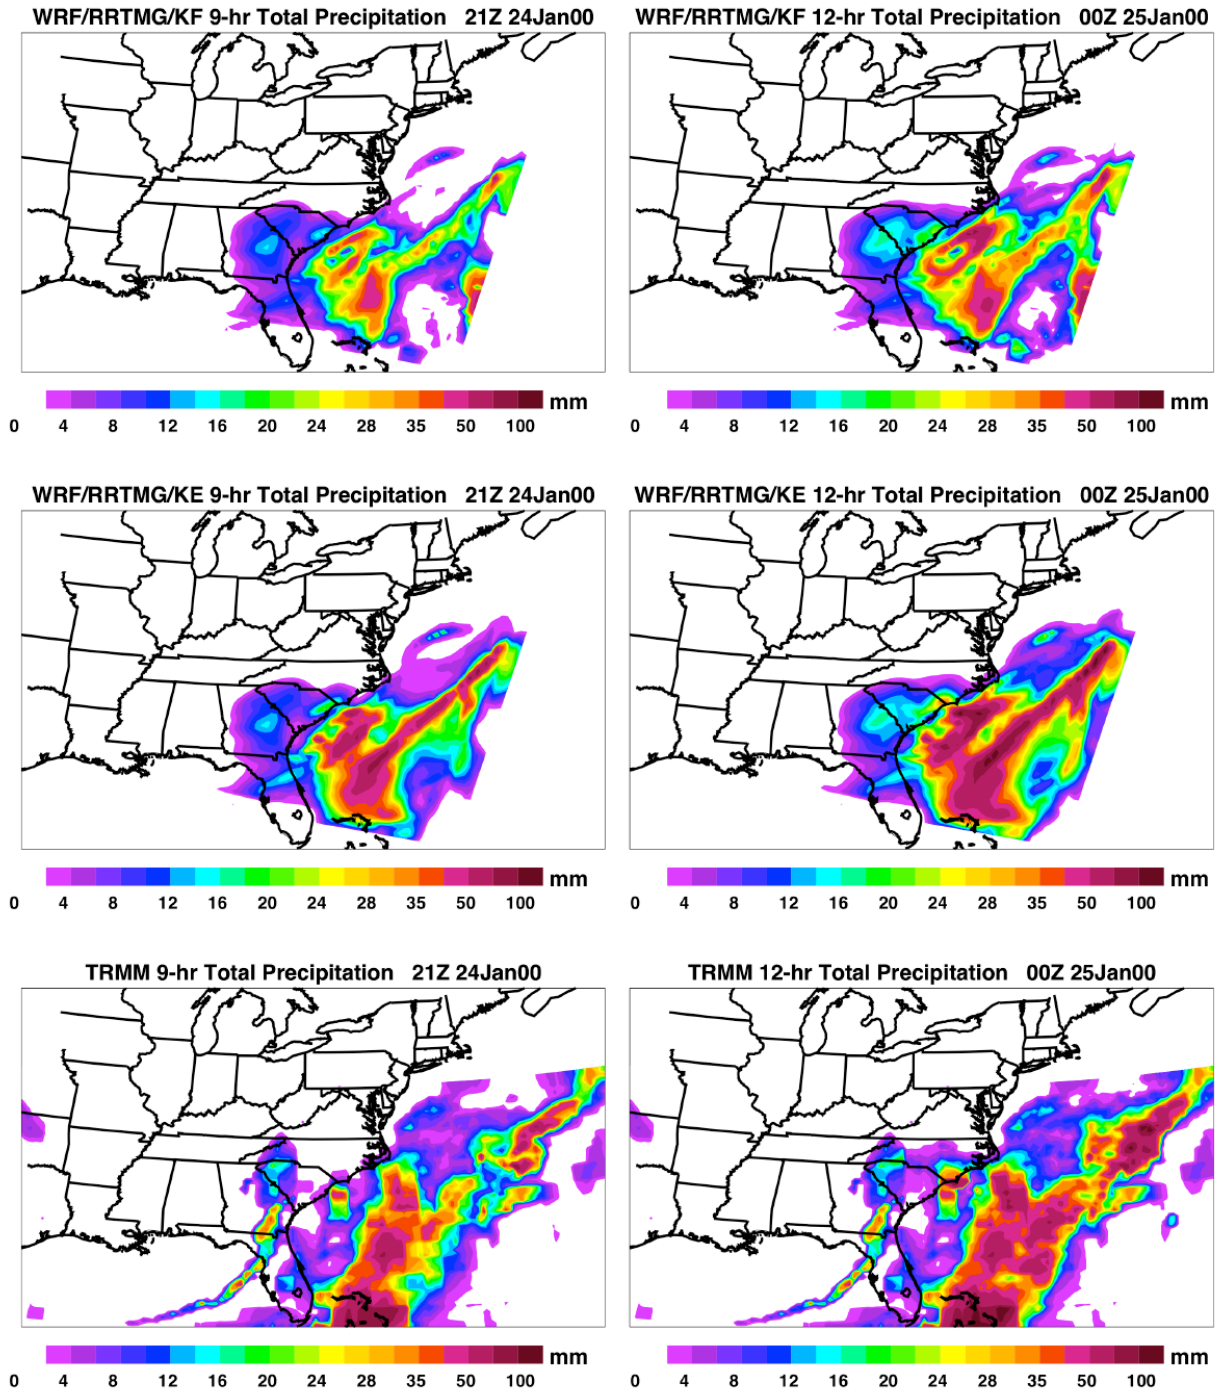 WRF/RRTMG/KF 9-hr Total Precipitation 21Z 24Jan00
WRF/RRTMG/KF 12-hr Total Precipitation 00Z 25Jan00
mm
0 4 8 12 16 20 24 28 35 50 100
mm
0 4 8 12 16 20 24 28 35 50 100
WRF/RRTMG/KE 9-hr Total Precipitation 21Z 24Jan00
WRF/RRTMG/KE 12-hr Total Precipitation 00Z 25Jan00
mm
0 4 8 12 16 20 24 28 35 50 100
mm
0 4 8 12 16 20 24 28 35 50 100
TRMM 9-hr Total Precipitation 21Z 24Jan00
TRMM 12-hr Total Precipitation 00Z 25Jan00
mm
0 4 8 12 16 20 24 28 35 50 100
mm
0 4 8 12 16 20 24 28 35 50 100